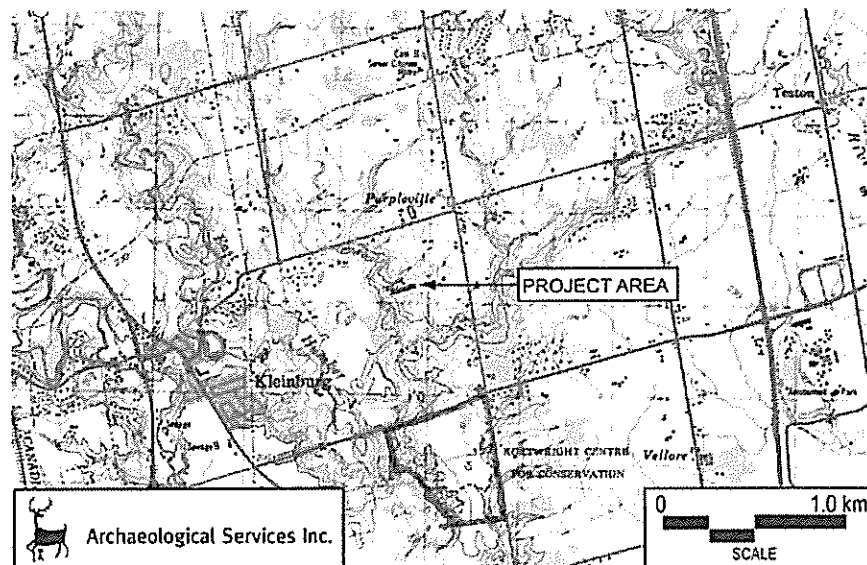 Teston
Purpleville
PROJECT AREA
Kleinburg
KORTWRIGHT CENTRE
FOR CONSERVATION
Vellore
Archaeological Services Inc.
0 1.0 km
SCALE